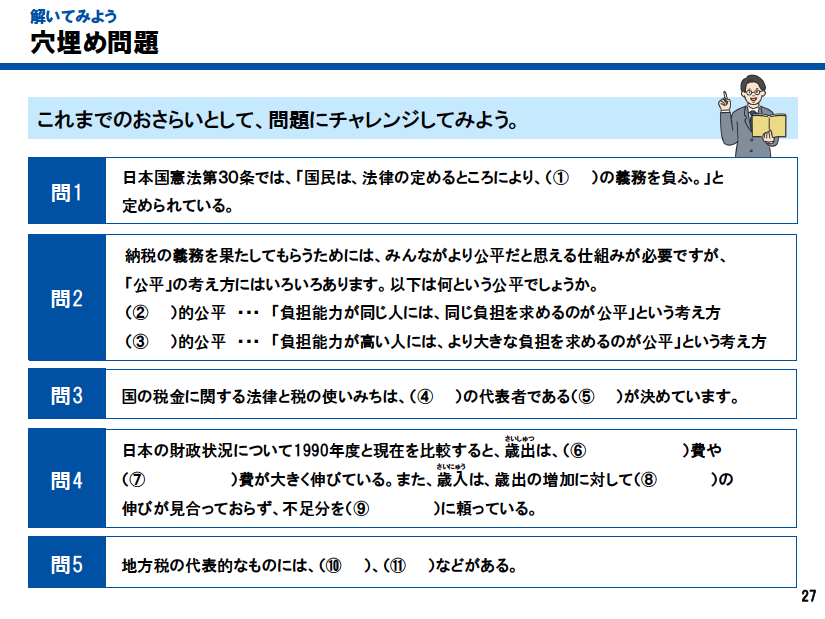 解いてみよう
穴埋め問題
これまでのおさらいとして、問題にチャレンジしてみよう。
問1
日本国憲法第30条では、「国民は、法律の定めるところにより、(① )の義務を負ふ。」と
定められている。
問2
納税の義務を果たしてもらうためには、みんながより公平だと思える仕組みが必要ですが、
「公平」の考え方にはいろいろあります。以下は何という公平でしょうか。
(② )的公平 ・・・ 「負担能力が同じ人には、同じ負担を求めるのが公平」という考え方
(③ )的公平 ・・・ 「負担能力が高い人には、より大きな負担を求めるのが公平」という考え方
問3
国の税金に関する法律と税の使いみちは、(④ )の代表者である(⑤ )が決めています。
問4
さいしゅつ
日本の財政状況について1990年度と現在を比較すると、歳出は、(⑥ )費や
さいにゅう
(⑦ )費が大きく伸びている。また、歳入は、歳出の増加に対して(⑧ )の
伸びが見合っておらず、不足分を(⑨ )に頼っている。
問5
地方税の代表的なものには、(⑩ )、(⑪ )などがある。
27